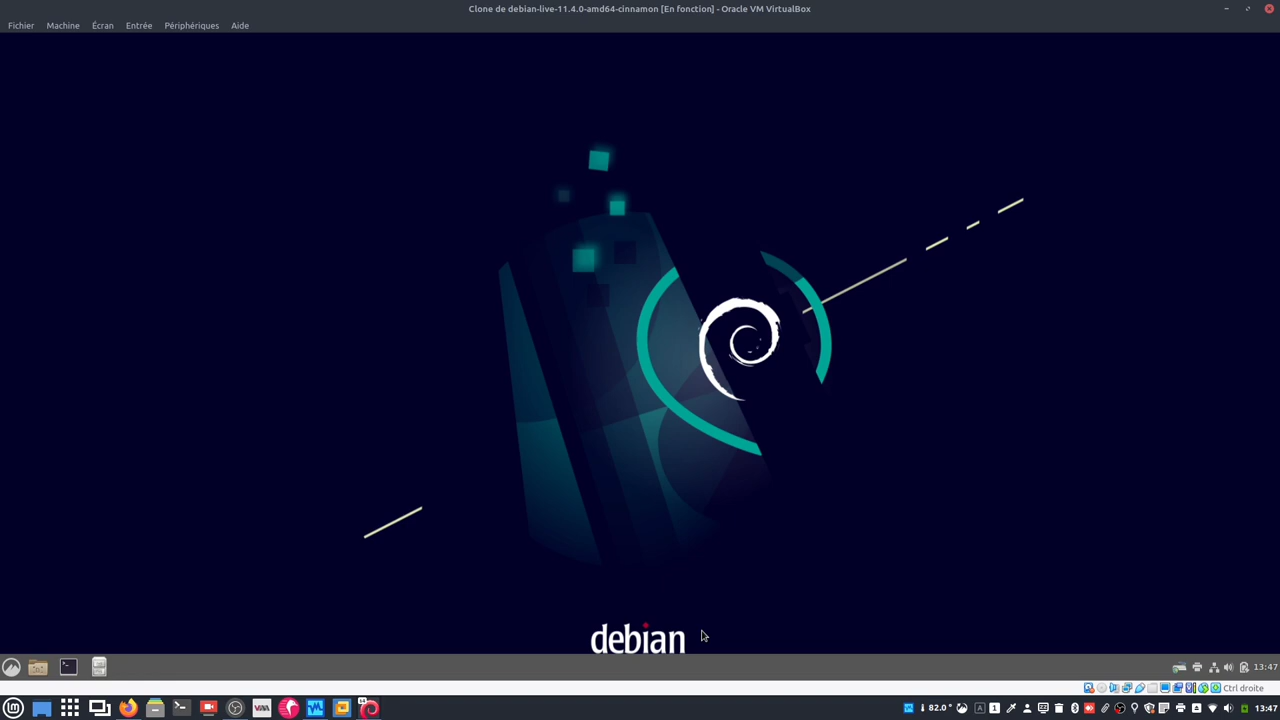 Clone de debian-live-11.4.0-amd64-cinnamon [En fonction] - Oracle VM VirtualBox
Fichier Machine Écran Entrée Périphériques Aide
debian
13:47
Ctrl droite
82.0° 13:47